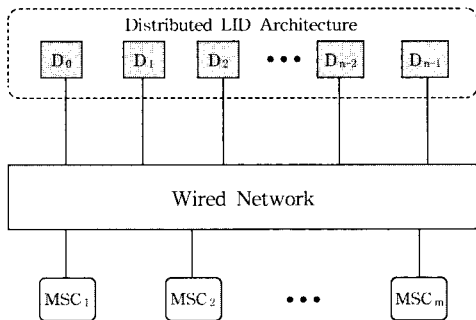 Distributed LID Architecture
D₀ D₁ D₂ ••• Dₙ₋₂ Dₙ₋₁
Wired Network
MSC₁ MSC₂ ••• MSCₘ